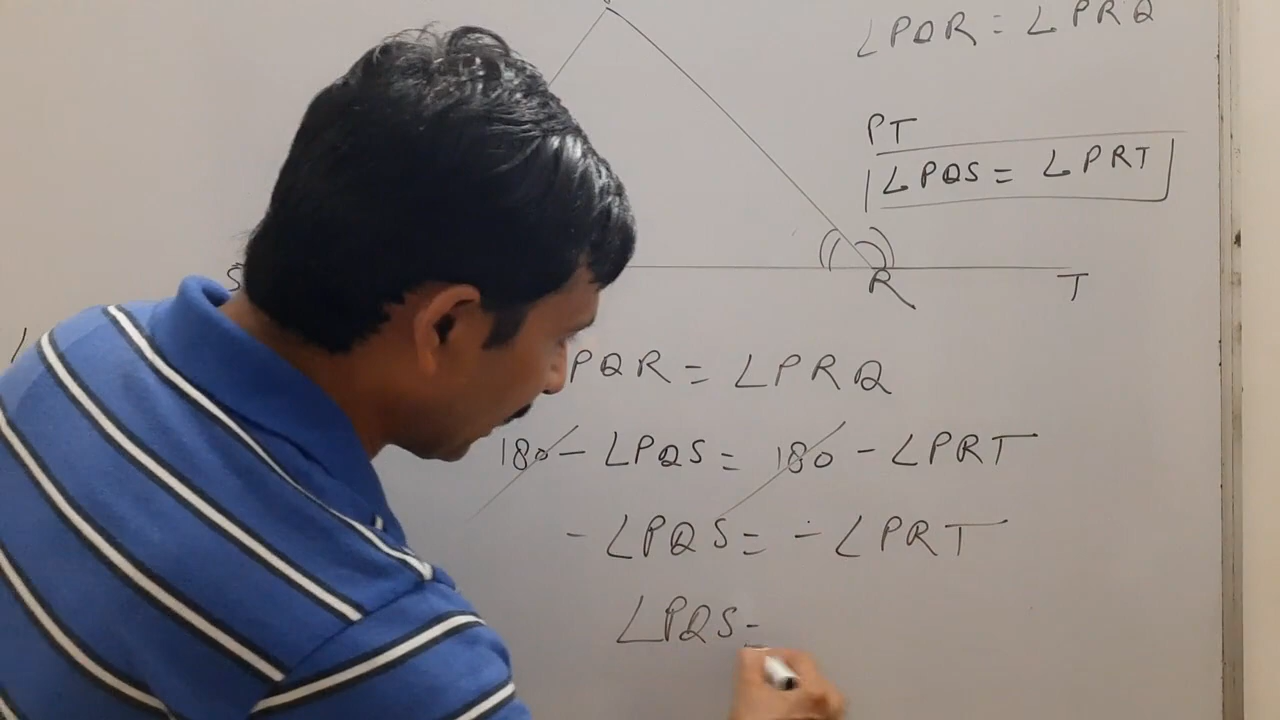 ∠PQR = ∠PRQ
PT
∠PQS = ∠PRT
S
R
T
PQR = ∠PRQ
180 - ∠PQS = 180 - ∠PRT
- ∠PQS = - ∠PRT
∠PQS =